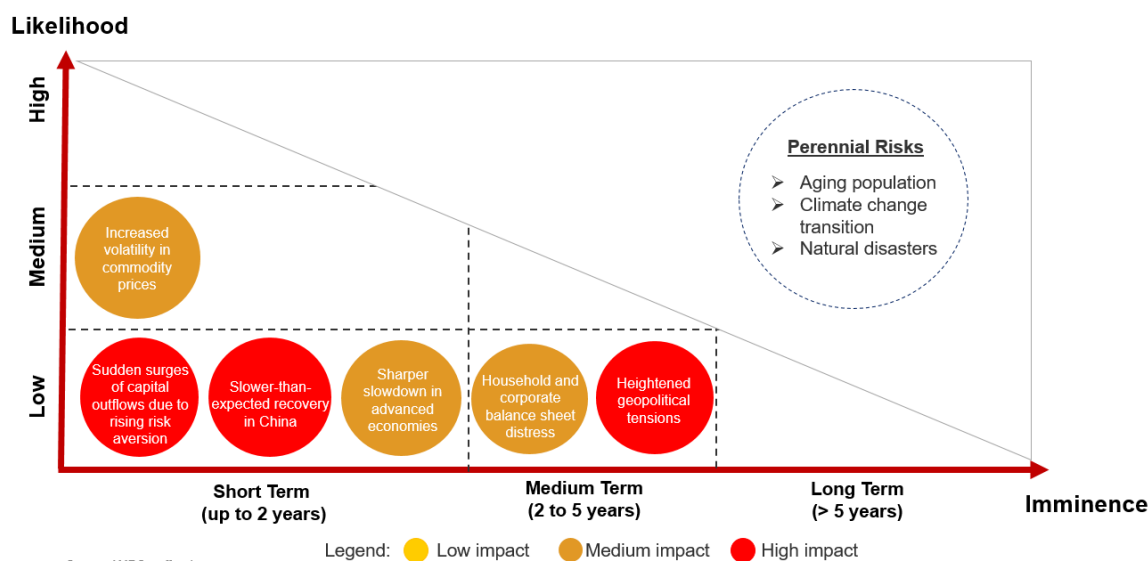 Likelihood
High
Medium
Low
Perennial Risks
➢ Aging population
➢ Climate change
transition
➢ Natural disasters
Increased
volatility in
commodity
prices
Sudden surges
of capital
outflows due to
rising risk
aversion
Slower-than-
expected recovery
in China
Sharper
slowdown in
advanced
economies
Household and
corporate
balance sheet
distress
Heightened
geopolitical
tensions
Short Term
(up to 2 years)
Medium Term
(2 to 5 years)
Long Term
(> 5 years)
Imminence
Legend: Low impact Medium impact High impact